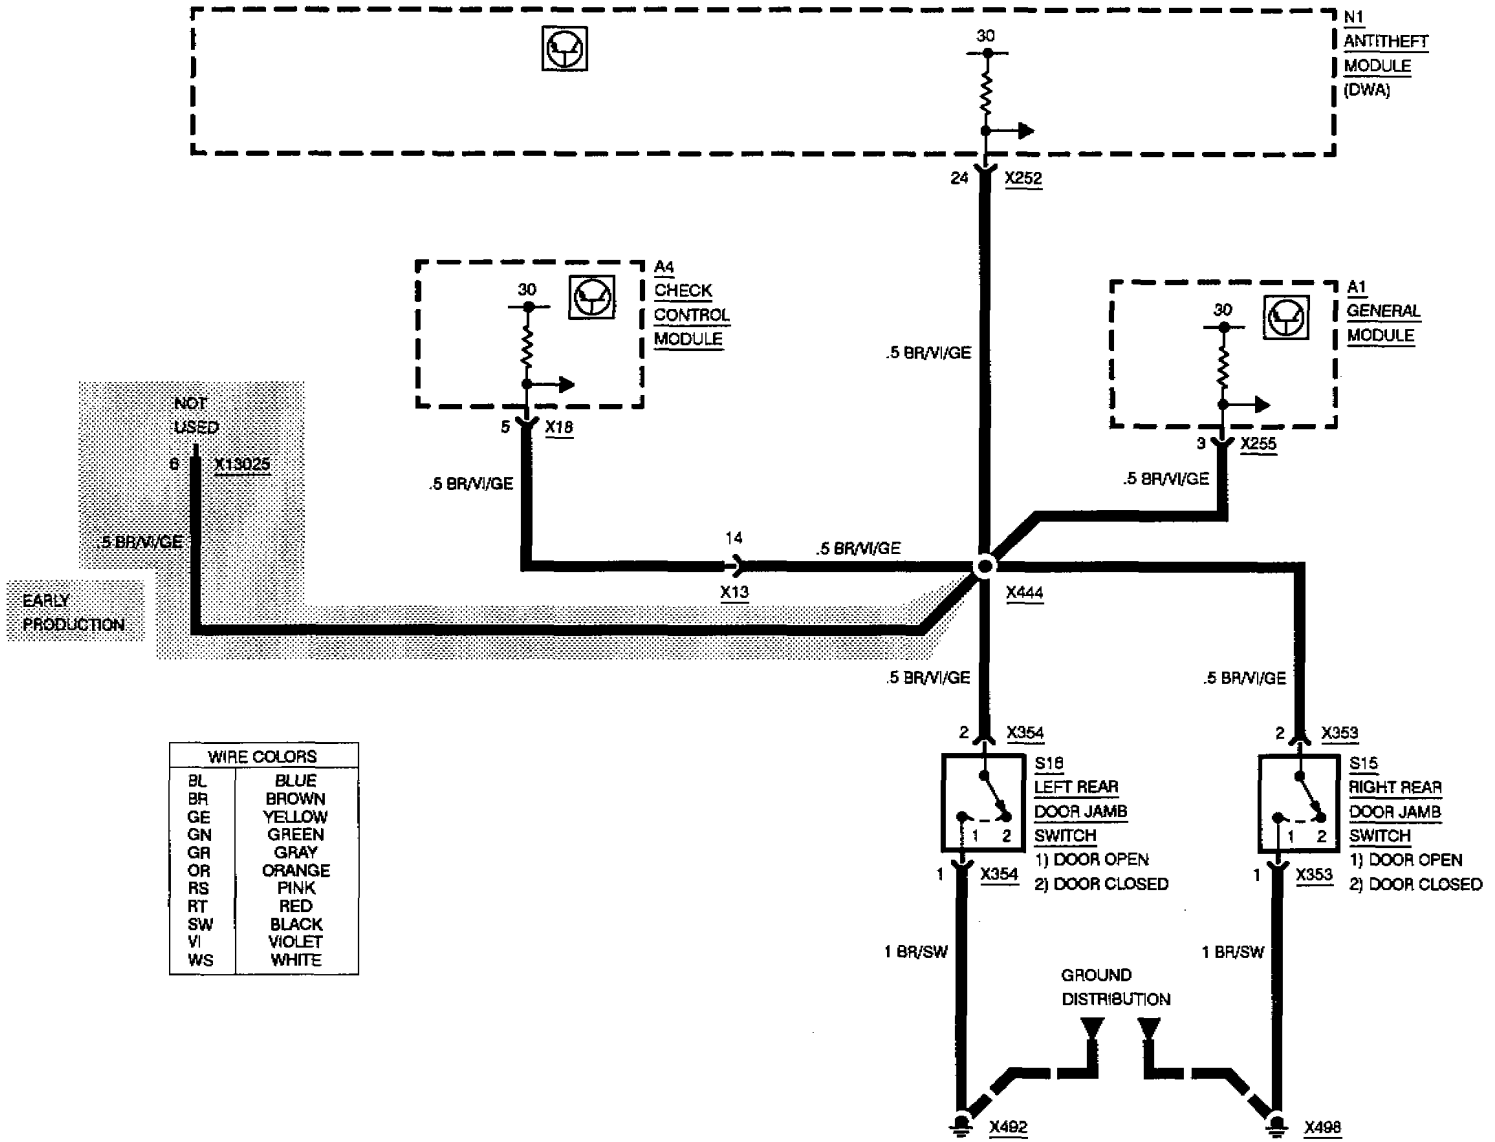 N1
ANTITHEFT
MODULE
(DWA)
30
24 X252
A4
CHECK
CONTROL
MODULE
30
5 X18
.5 BR/VI/GE
A1
GENERAL
MODULE
30
3 X255
.5 BR/VI/GE
.5 BR/VI/GE
NOT
USED
6 X13025
.5 BR/VI/GE
EARLY
PRODUCTION
14
X13
.5 BR/VI/GE
X444
.5 BR/VI/GE
.5 BR/VI/GE
2 X354
S16
LEFT REAR
DOOR JAMB
SWITCH
1) DOOR OPEN
2) DOOR CLOSED
1 2
1 X354
2 X353
S15
RIGHT REAR
DOOR JAMB
SWITCH
1) DOOR OPEN
2) DOOR CLOSED
1 2
1 X353
1 BR/SW
1 BR/SW
GROUND
DISTRIBUTION
X492
X498
WIRE COLORS
BL BLUE
BR BROWN
GE YELLOW
GN GREEN
GR GRAY
OR ORANGE
RS PINK
RT RED
SW BLACK
VI VIOLET
WS WHITE